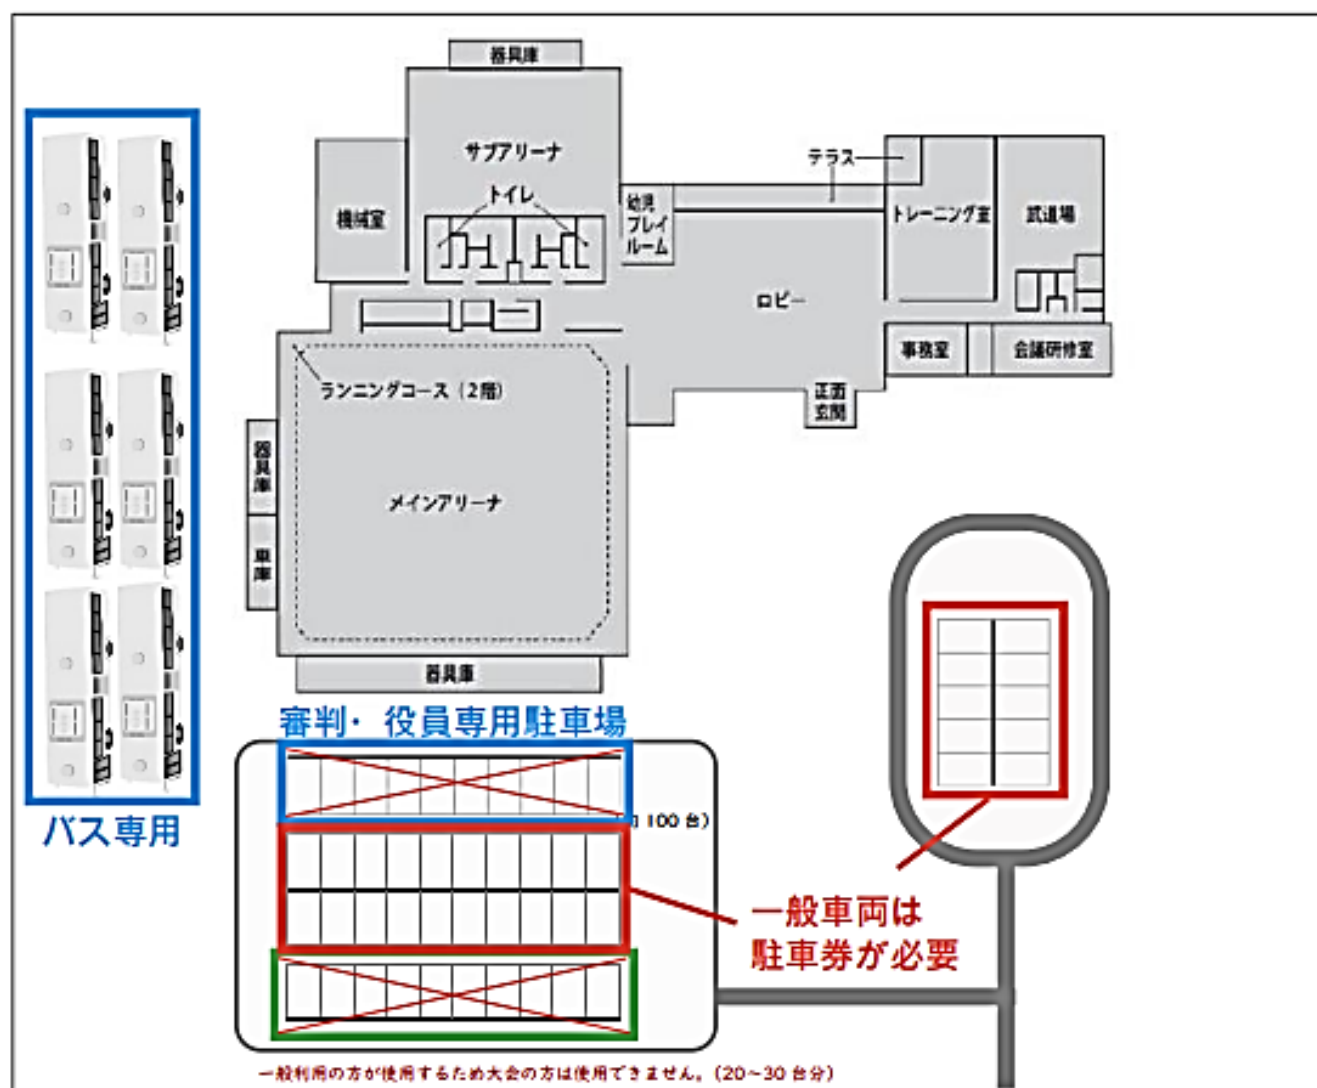 器具庫
サブアリーナ
テラス
トイレ
機械室
幼児
プレイ
ルーム
トレーニング室
武道場
ロビー
事務室
会議研修室
ランニングコース（2階）
正面
玄関
器具庫
メインアリーナ
車庫
器具庫
審判・役員専用駐車場
バス専用
100台）
一般車両は
駐車券が必要
一般利用の方が使用するため大会の方は使用できません。（20～30台分）